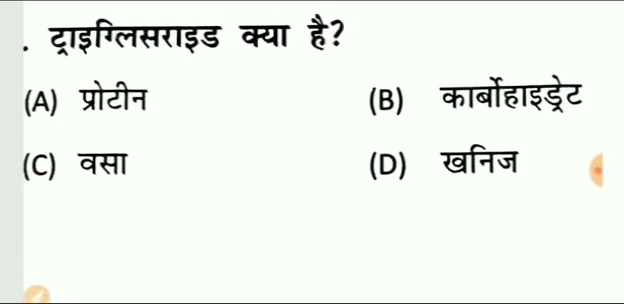 . ट्राइग्लिसराइड क्या है?
(A) प्रोटीन (B) कार्बोहाइड्रेट
(C) वसा (D) खनिज